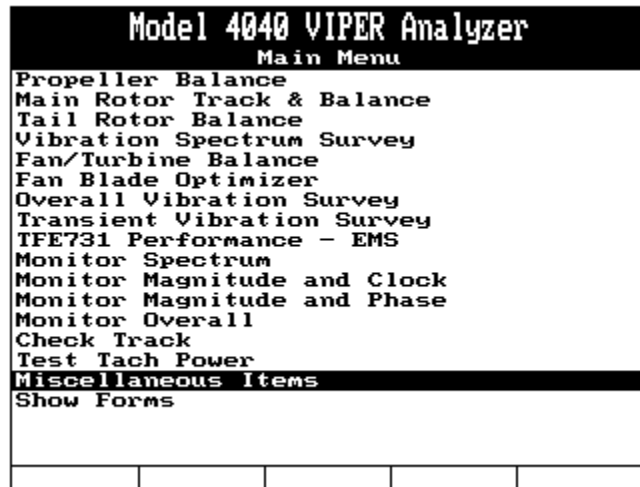 Model 4040 VIPER Analyzer
Main Menu
Propeller Balance
Main Rotor Track & Balance
Tail Rotor Balance
Vibration Spectrum Survey
Fan/Turbine Balance
Fan Blade Optimizer
Overall Vibration Survey
Transient Vibration Survey
TFE731 Performance - EMS
Monitor Spectrum
Monitor Magnitude and Clock
Monitor Magnitude and Phase
Monitor Overall
Check Track
Test Tach Power
Miscellaneous Items
Show Forms